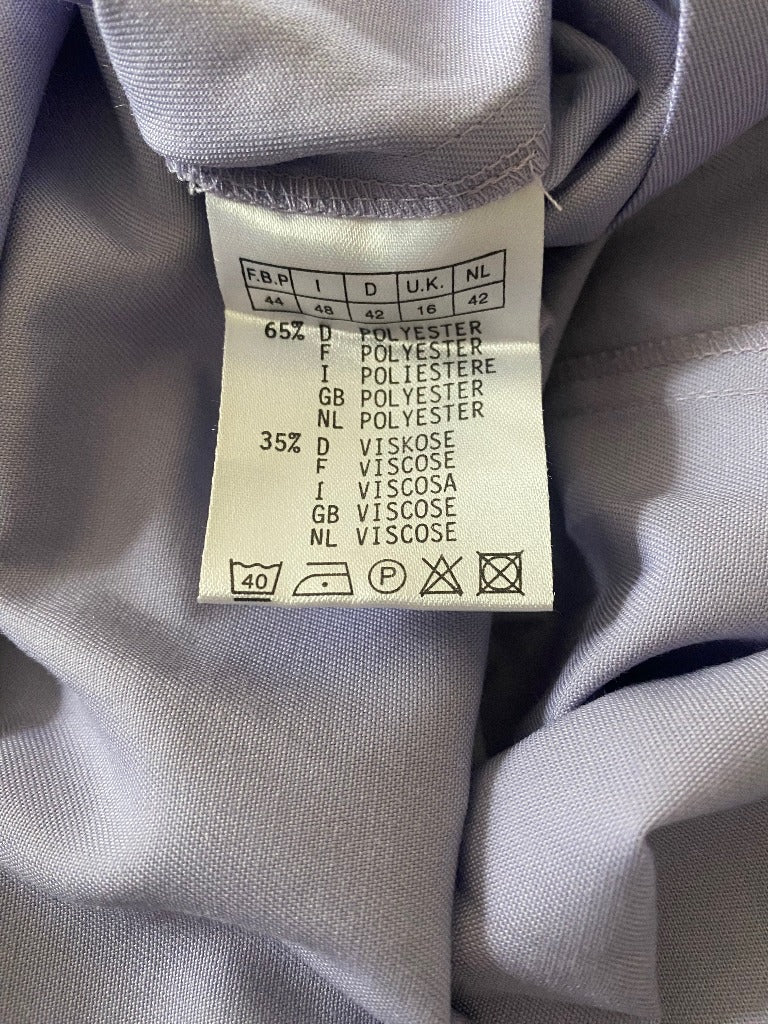 F.B.P I D U.K. NL
44 48 42 16 42
65% D POLYESTER
F POLYESTER
I POLIESTERE
GB POLYESTER
NL POLYESTER
35% D VISKOSE
F VISCOSE
I VISCOSA
GB VISCOSE
NL VISCOSE
40 P